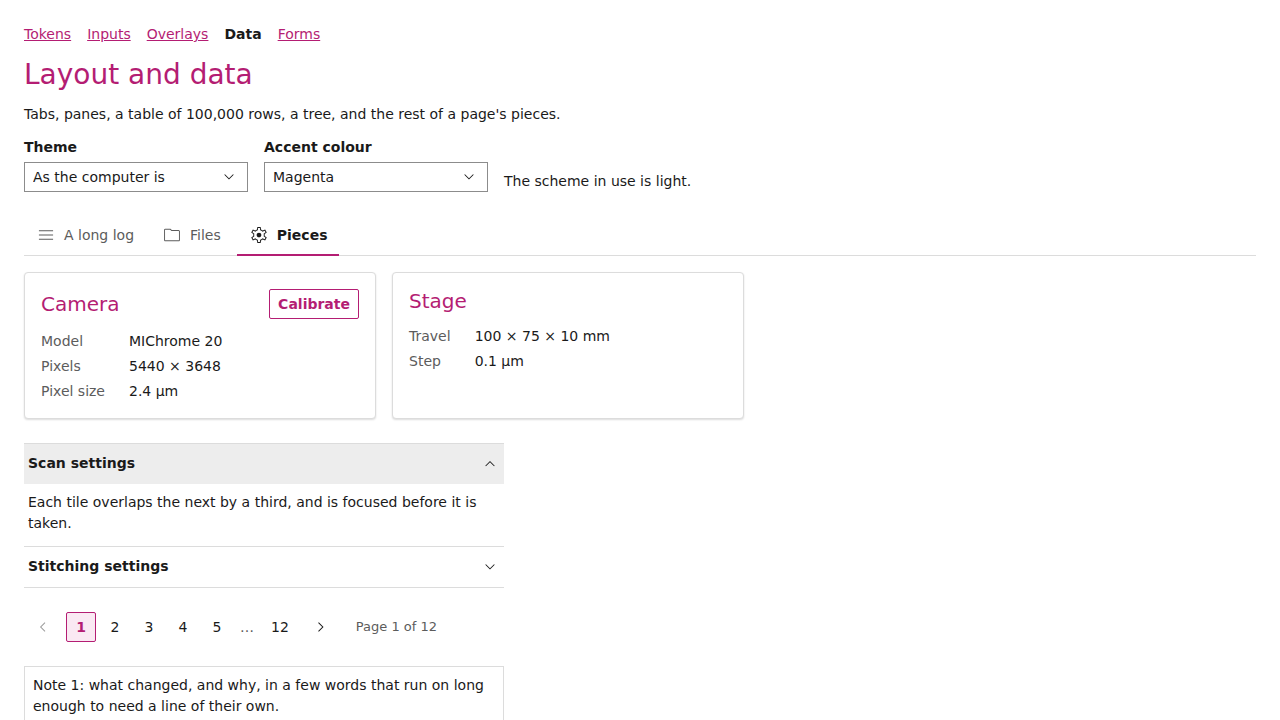 Tokens Inputs Overlays Data Forms
Layout and data
Tabs, panes, a table of 100,000 rows, a tree, and the rest of a page's pieces.
Theme Accent colour
As the computer is Magenta The scheme in use is light.
A long log Files Pieces
Camera Calibrate
Model MIChrome 20
Pixels 5440 × 3648
Pixel size 2.4 µm
Stage
Travel 100 × 75 × 10 mm
Step 0.1 µm
Scan settings
Each tile overlaps the next by a third, and is focused before it is
taken.
Stitching settings
1 2 3 4 5 … 12 Page 1 of 12
Note 1: what changed, and why, in a few words that run on long
enough to need a line of their own.